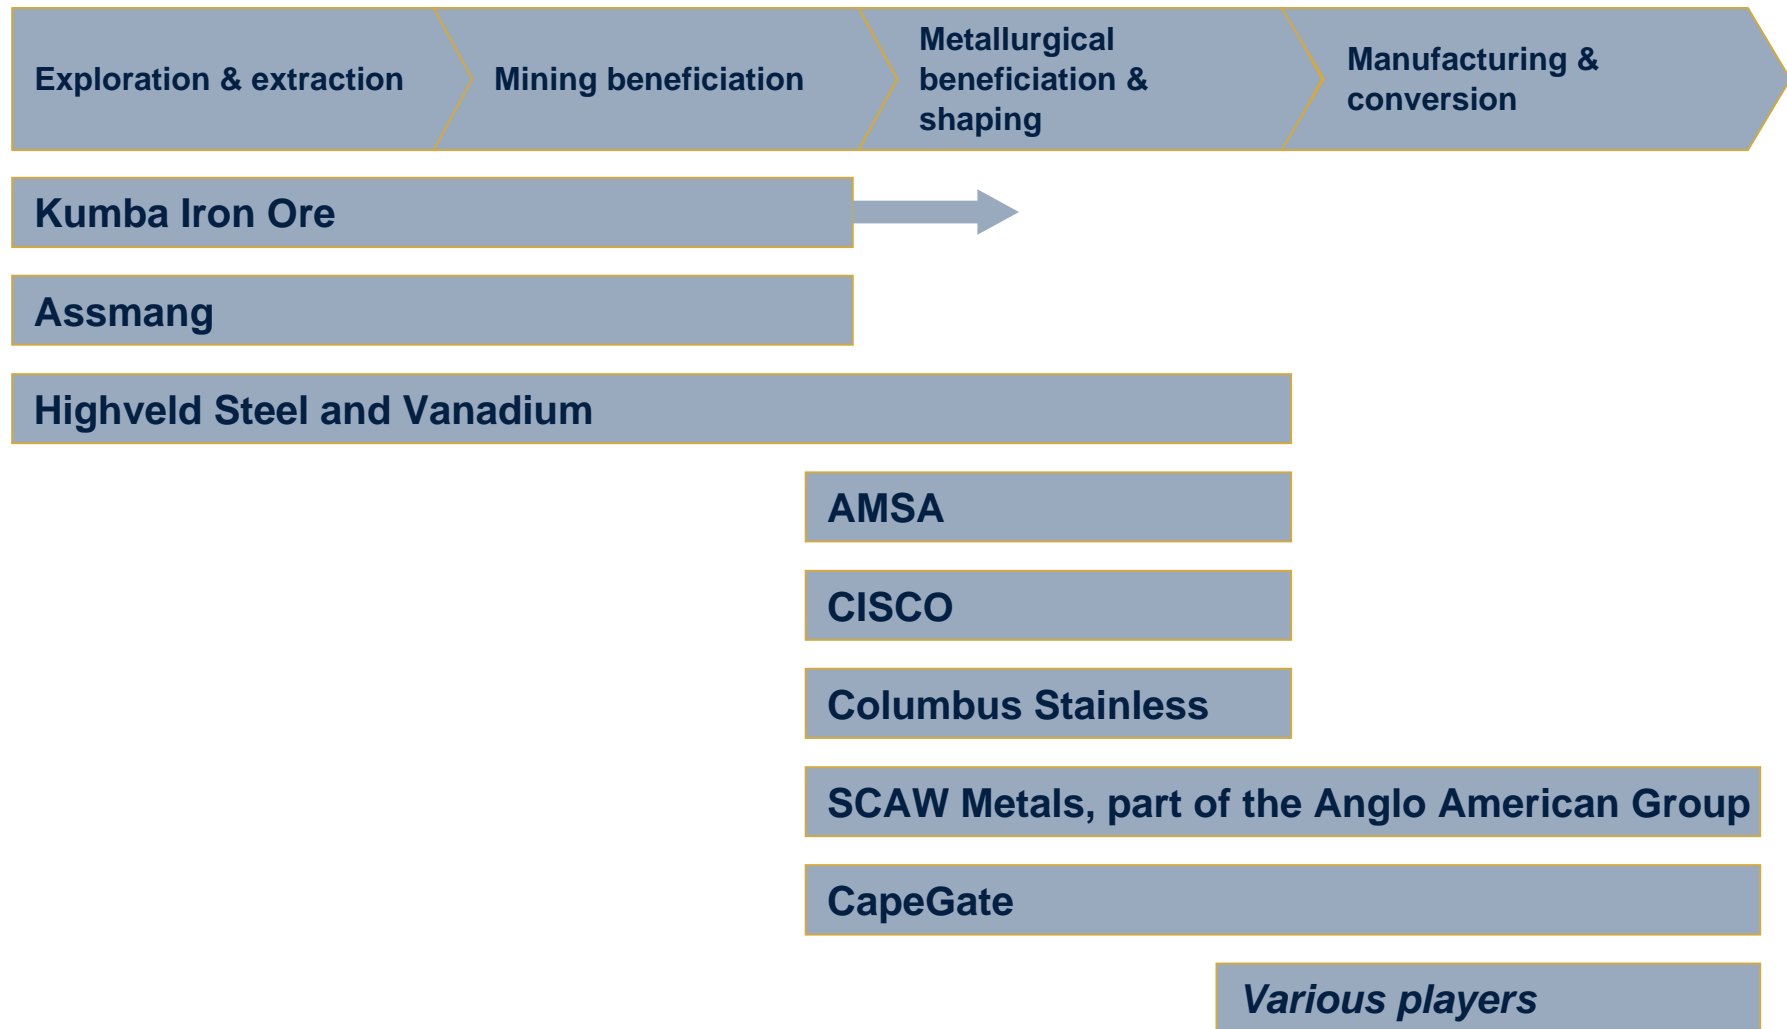 Exploration & extraction
Mining beneficiation
Metallurgical
beneficiation &
shaping
Manufacturing &
conversion
Kumba Iron Ore
Assmang
Highveld Steel and Vanadium
AMSA
CISCO
Columbus Stainless
SCAW Metals, part of the Anglo American Group
CapeGate
Various players